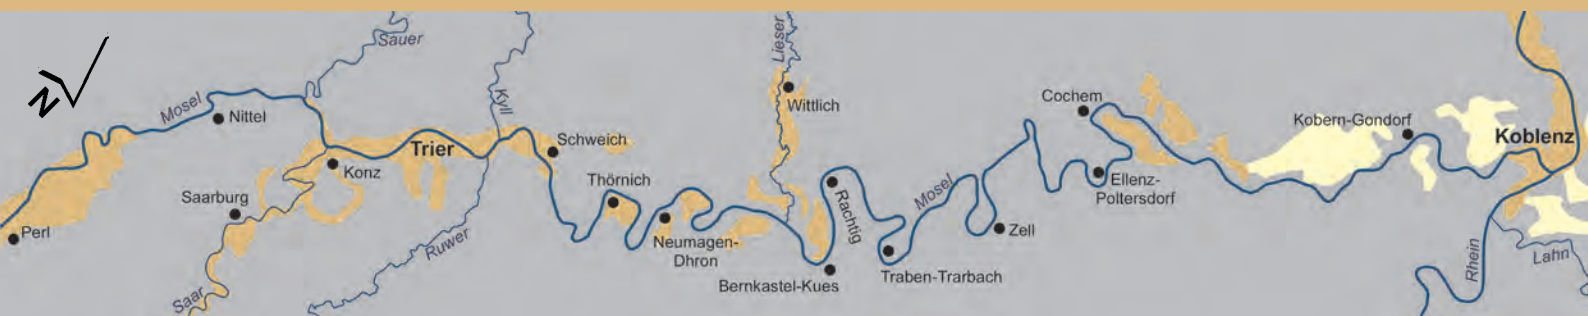 N
Mosel
Nittel
Sauer
Kyll
Trier
Konz
Saarburg
Perl
Saar
Ruwer
Schweich
Thörnich
Neumagen-
Dhron
Lieser
Wittlich
Bernkastel-Kues
Rachtig
Traben-Trarbach
Mosel
Zell
Cochem
Ellenz-
Poltersdorf
Kobern-Gondorf
Koblenz
Rhein
Lahn